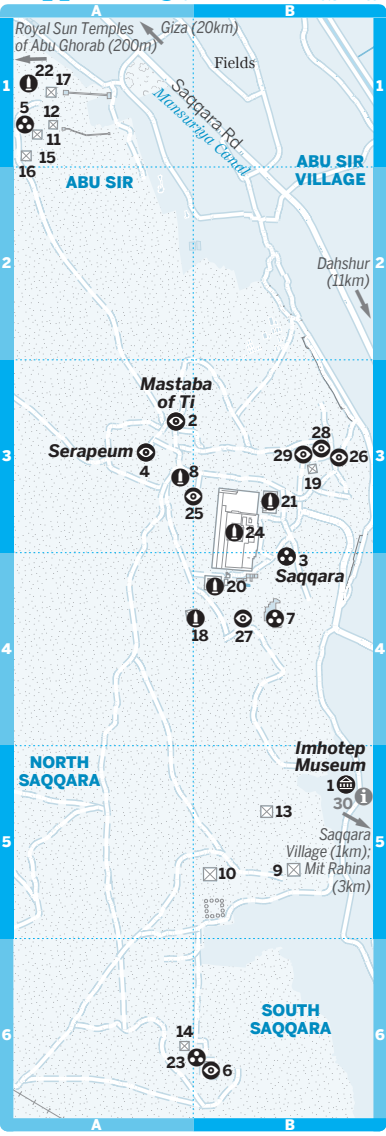 A
B
Royal Sun Temples
of Abu Ghorab (200m)
Giza (20km)
Fields
1
1
22
17
5
12
11
15
16
Saqqara Rd
Mansuriya Canal
ABU SIR
VILLAGE
ABU SIR
2
2
Dahshur
(11km)
Mastaba
of Ti
2
Serapeum
4
3
3
28
29
26
19
8
25
21
24
3
Saqqara
20
18
27
7
4
4
Imhotep
Museum
1
30
i
NORTH
SAQQARA
13
5
5
Saqqara
Village (1km);
Mit Rahina
(3km)
10
9
SOUTH
SAQQARA
14
6
6
23
6
A
B